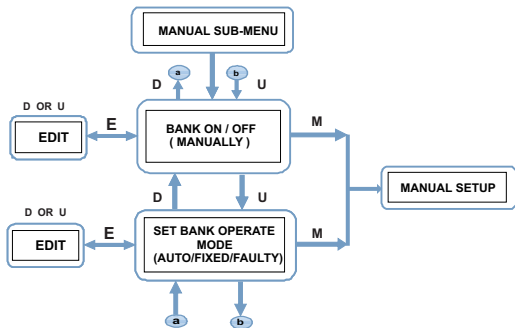 MANUAL SUB-MENU
a
b
D
U
D OR U
EDIT
E
BANK ON / OFF
( MANUALLY )
M
MANUAL SETUP
D
U
D OR U
EDIT
E
SET BANK OPERATE
MODE
(AUTO/FIXED/FAULTY)
M
a
b